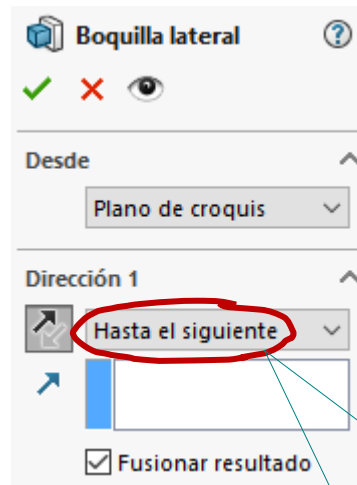 Boquilla lateral
Desde
Plano de croquis
Dirección 1
Hasta el siguiente
Fusionar resultado